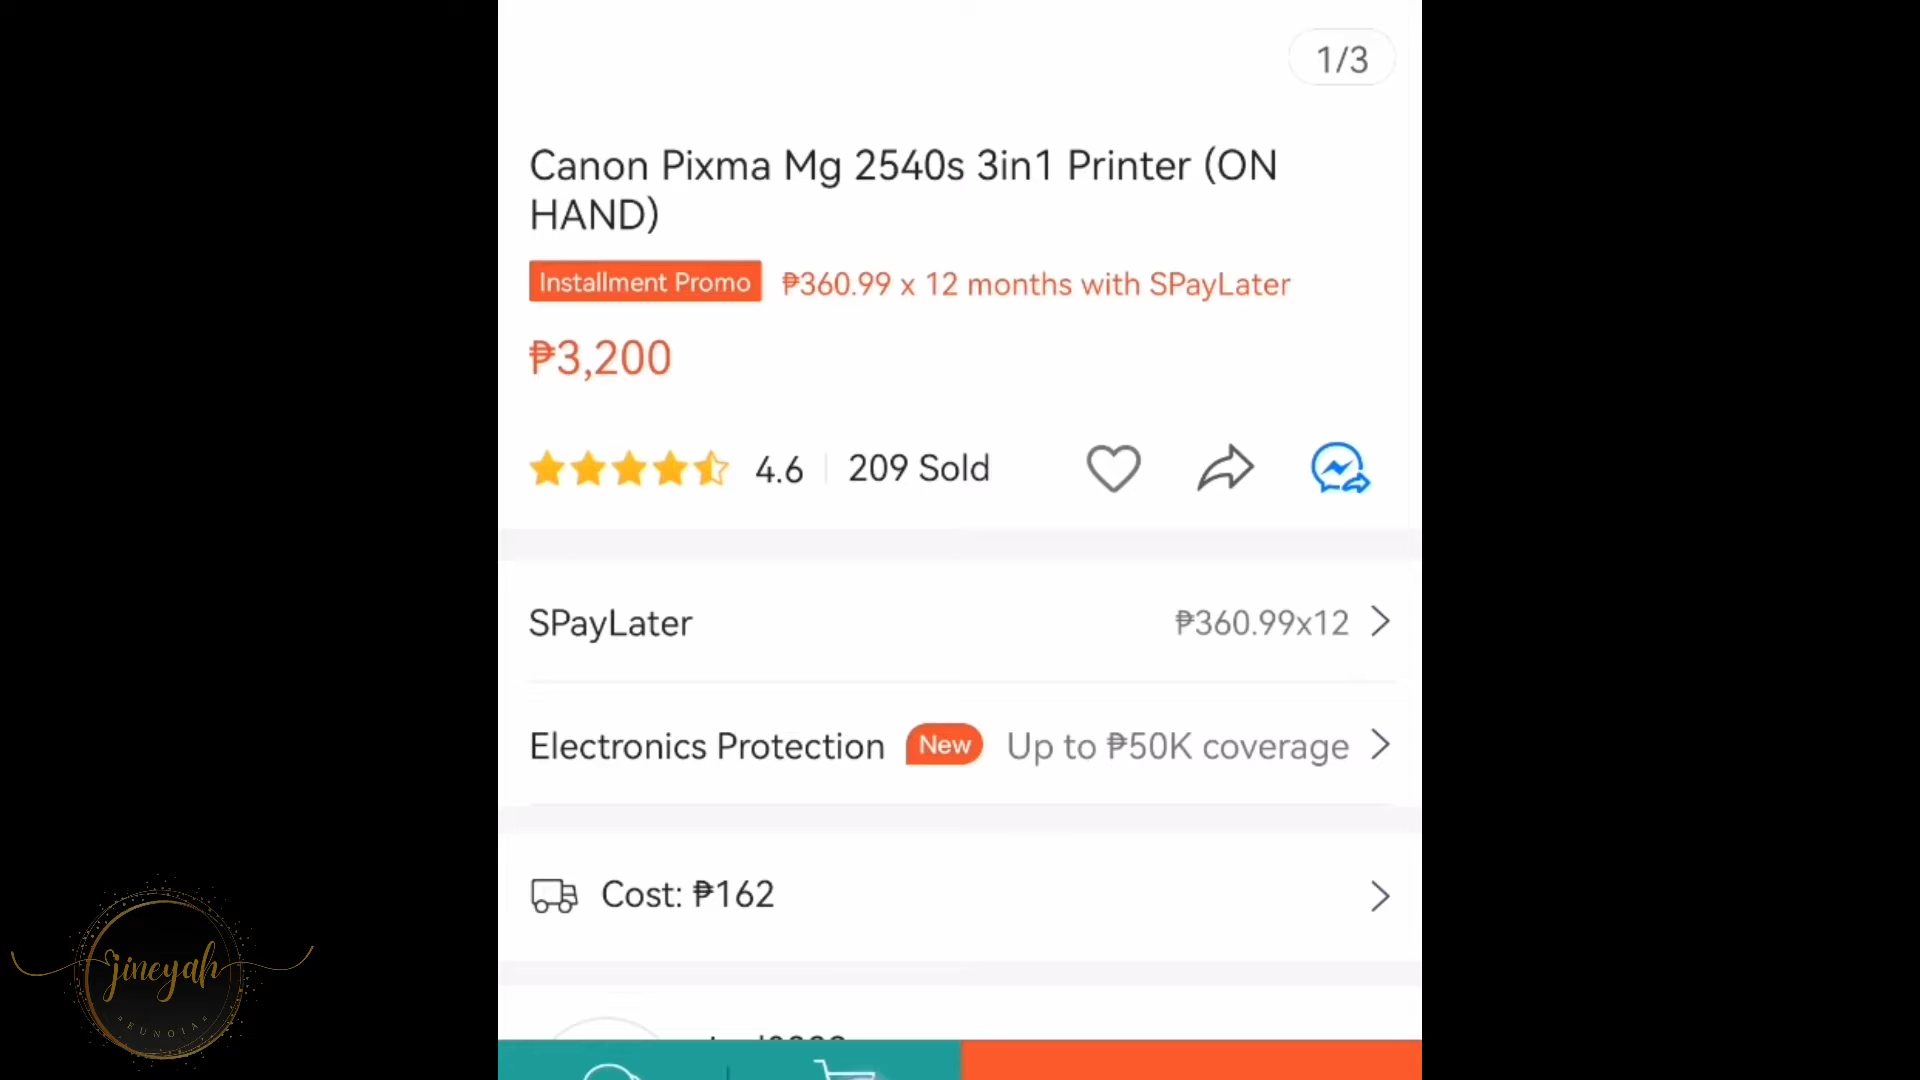 1/3
Canon Pixma Mg 2540s 3in1 Printer (ON
HAND)
Installment Promo ₱360.99 x 12 months with SPayLater
₱3,200
4.6 209 Sold
SPayLater ₱360.99x12
Electronics Protection New Up to ₱50K coverage
Cost: ₱162
jineyah
EUNOIA